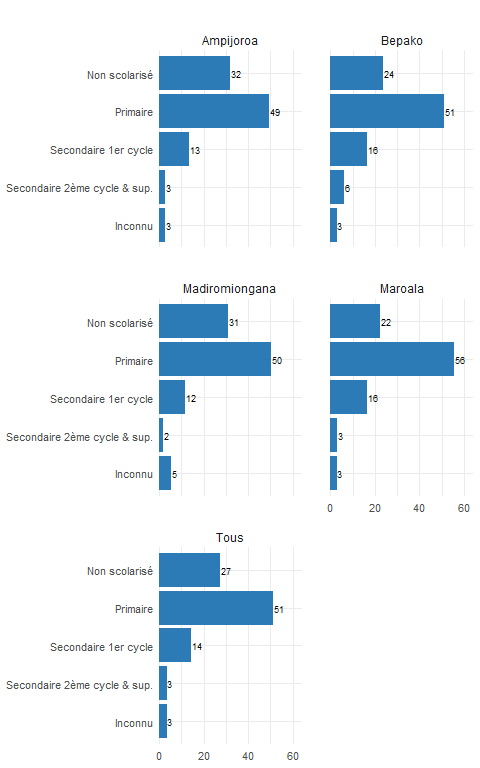 Ampijoroa
Bepako
Non scolarisé 32 24
Primaire 49 51
Secondaire 1er cycle 13 16
Secondaire 2ème cycle & sup. 3 6
Inconnu 3 3
Madiromiongana
Maroala
Non scolarisé 31 22
Primaire 50 56
Secondaire 1er cycle 12 16
Secondaire 2ème cycle & sup. 2 3
Inconnu 5 3
0 20 40 60
Tous
Non scolarisé 27
Primaire 51
Secondaire 1er cycle 14
Secondaire 2ème cycle & sup. 3
Inconnu 3
0 20 40 60